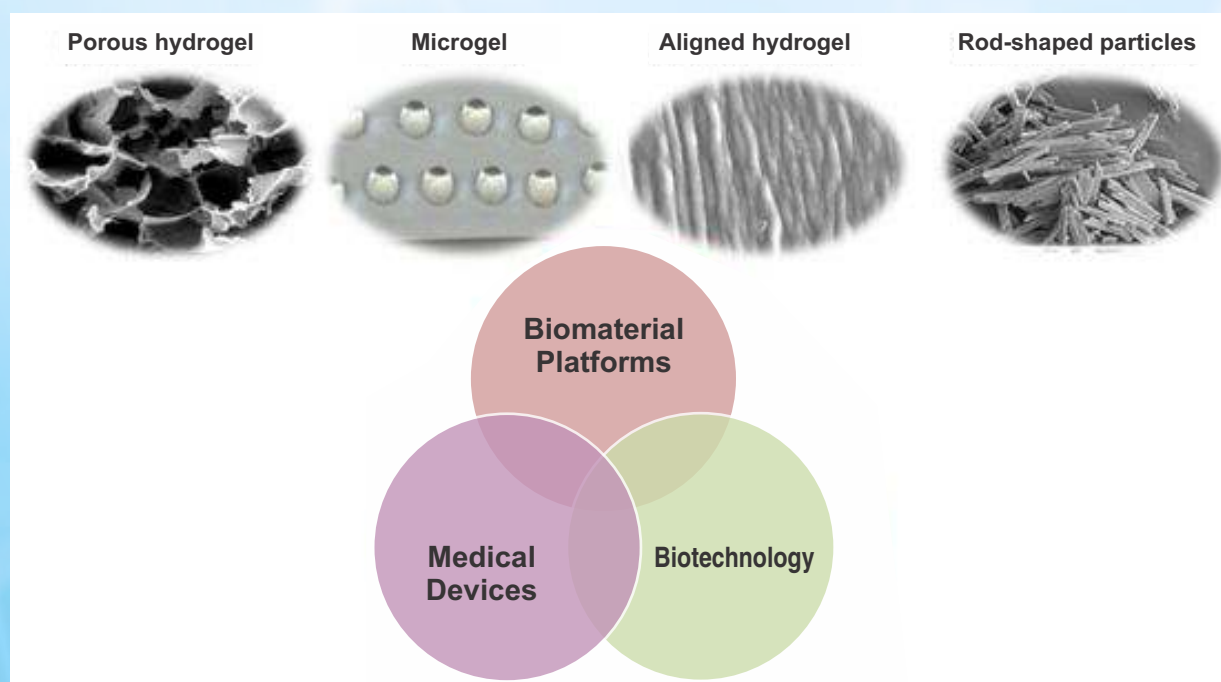 Porous hydrogel
Microgel
Aligned hydrogel
Rod-shaped particles
Biomaterial
Platforms
Medical
Devices
Biotechnology